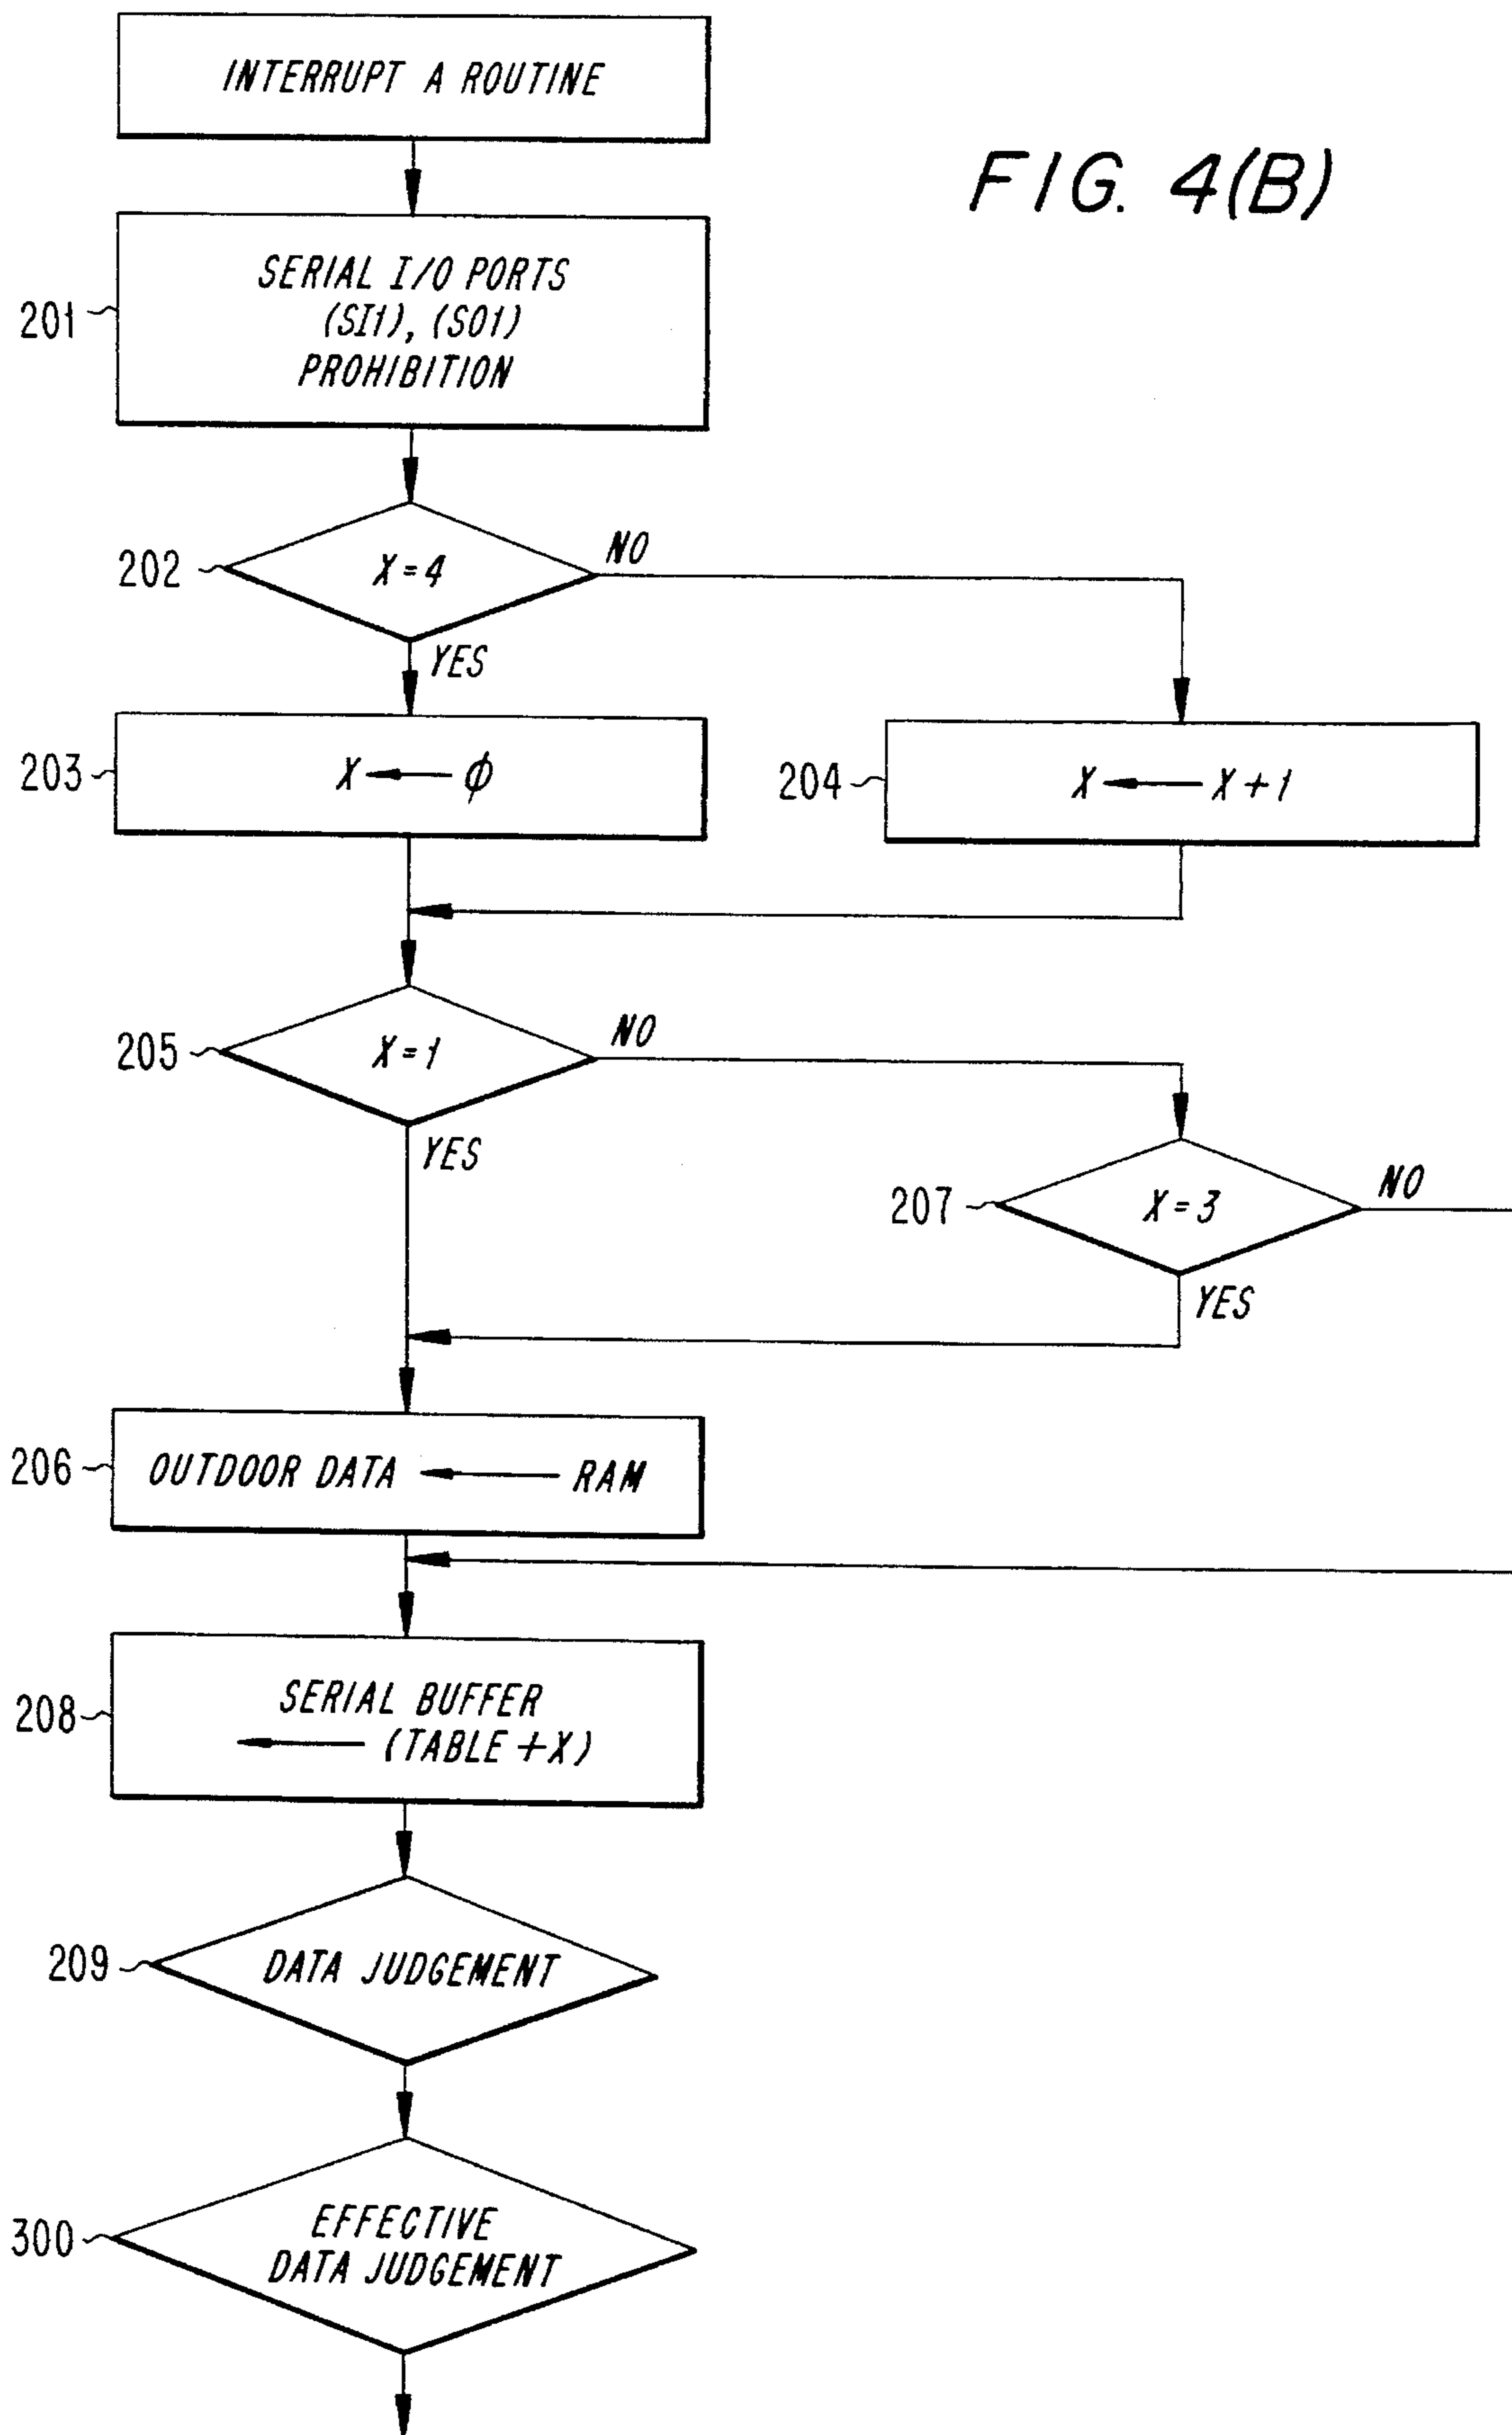 INTERRUPT A ROUTINE
FIG. 4(B)
SERIAL I/O PORTS
201
(SI1), (SO1)
PROHIBITION
202
X = 4
NO
YES
203
X ← φ
204
X ← X + 1
205
X = 1
NO
YES
207
X = 3
NO
YES
206
OUTDOOR DATA ← RAM
SERIAL BUFFER
208
← (TABLE + X)
209
DATA JUDGEMENT
300
EFFECTIVE
DATA JUDGEMENT